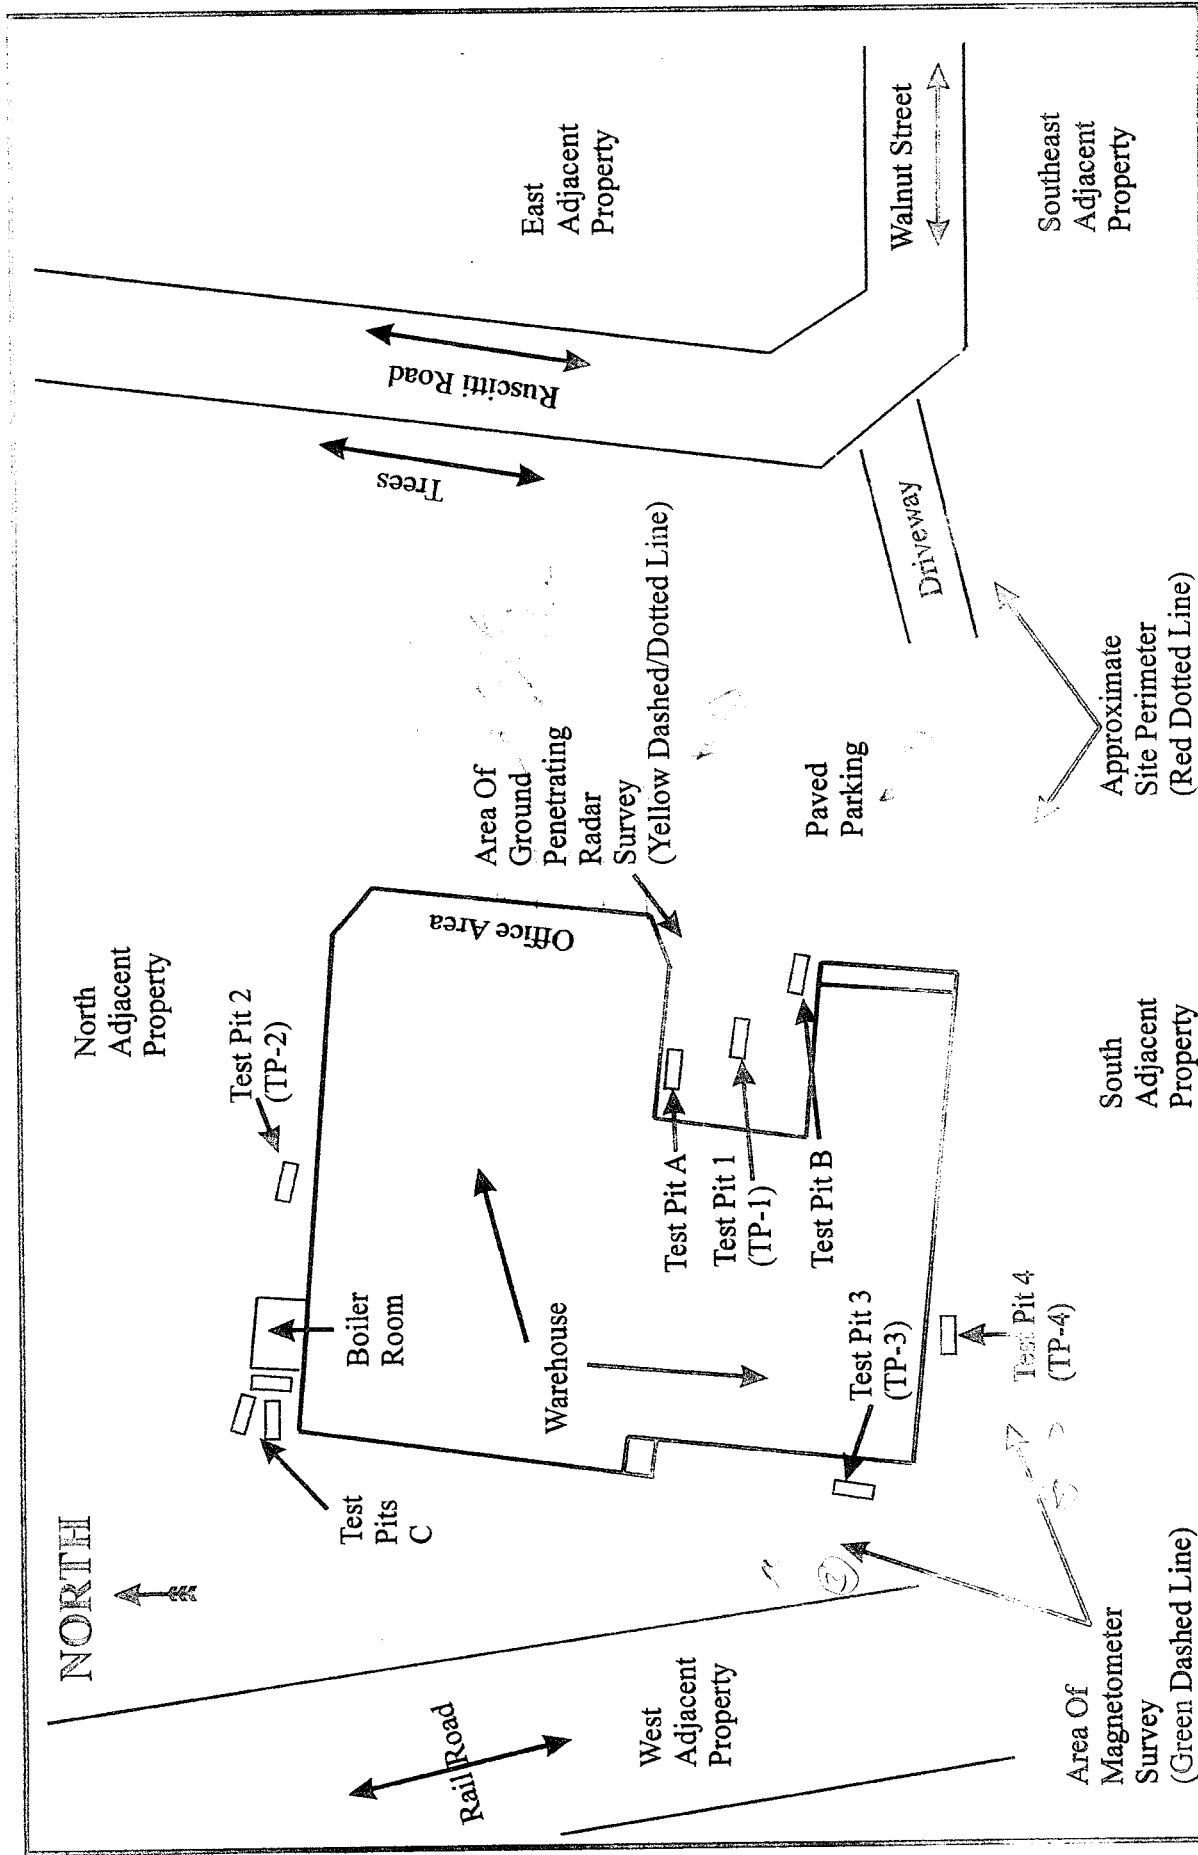 NORTH
North
Adjacent
Property
Test Pit 2
(TP-2)
Test
Pits
C
Boiler
Room
Rail Road
Warehouse
Office Area
Trees
Ruscitti Road
East
Adjacent
Property
Area Of
Ground
Penetrating
Radar
Survey
(Yellow Dashed/Dotted Line)
West
Adjacent
Property
Test Pit A
Test Pit 1
(TP-1)
Test Pit B
Test Pit 3
(TP-3)
Paved
Parking
Driveway
Walnut Street
Test Pit 4
(TP-4)
Area Of
Magnetometer
Survey
(Green Dashed Line)
South
Adjacent
Property
Approximate
Site Perimeter
(Red Dotted Line)
Southeast
Adjacent
Property